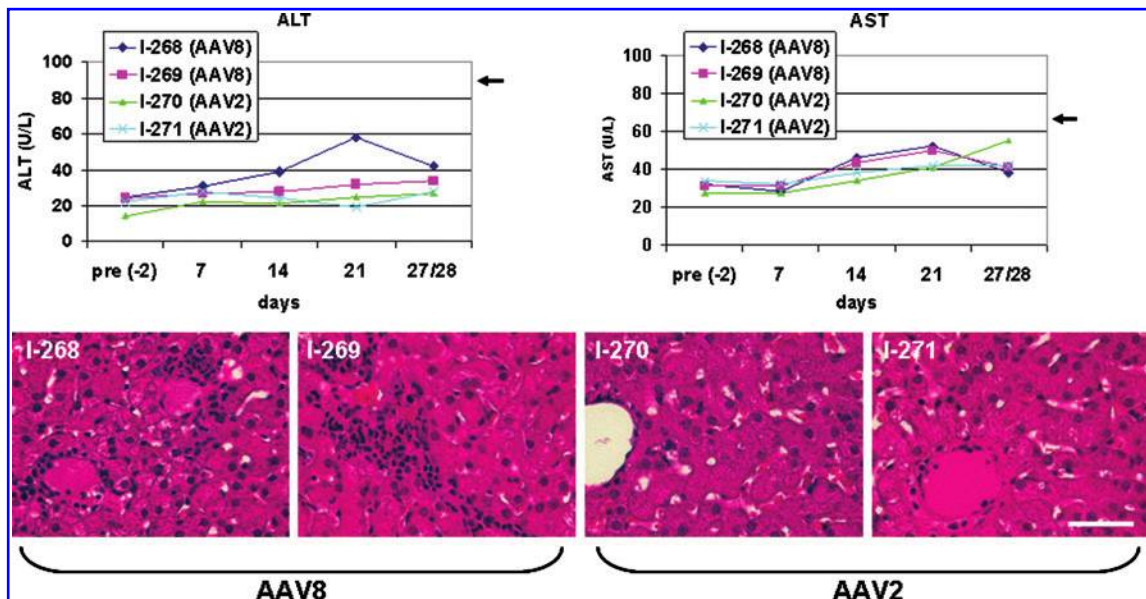 ALT
ALT (U/L)
100
80
60
40
20
0
I-268 (AAV8)
I-269 (AAV8)
I-270 (AAV2)
I-271 (AAV2)
pre (-2) 7 14 21 27/28
days
AST
AST (U/L)
100
80
60
40
20
0
I-268 (AAV8)
I-269 (AAV8)
I-270 (AAV2)
I-271 (AAV2)
pre (-2) 7 14 21 27/28
days
I-268 I-269 I-270 I-271
AAV8 AAV2